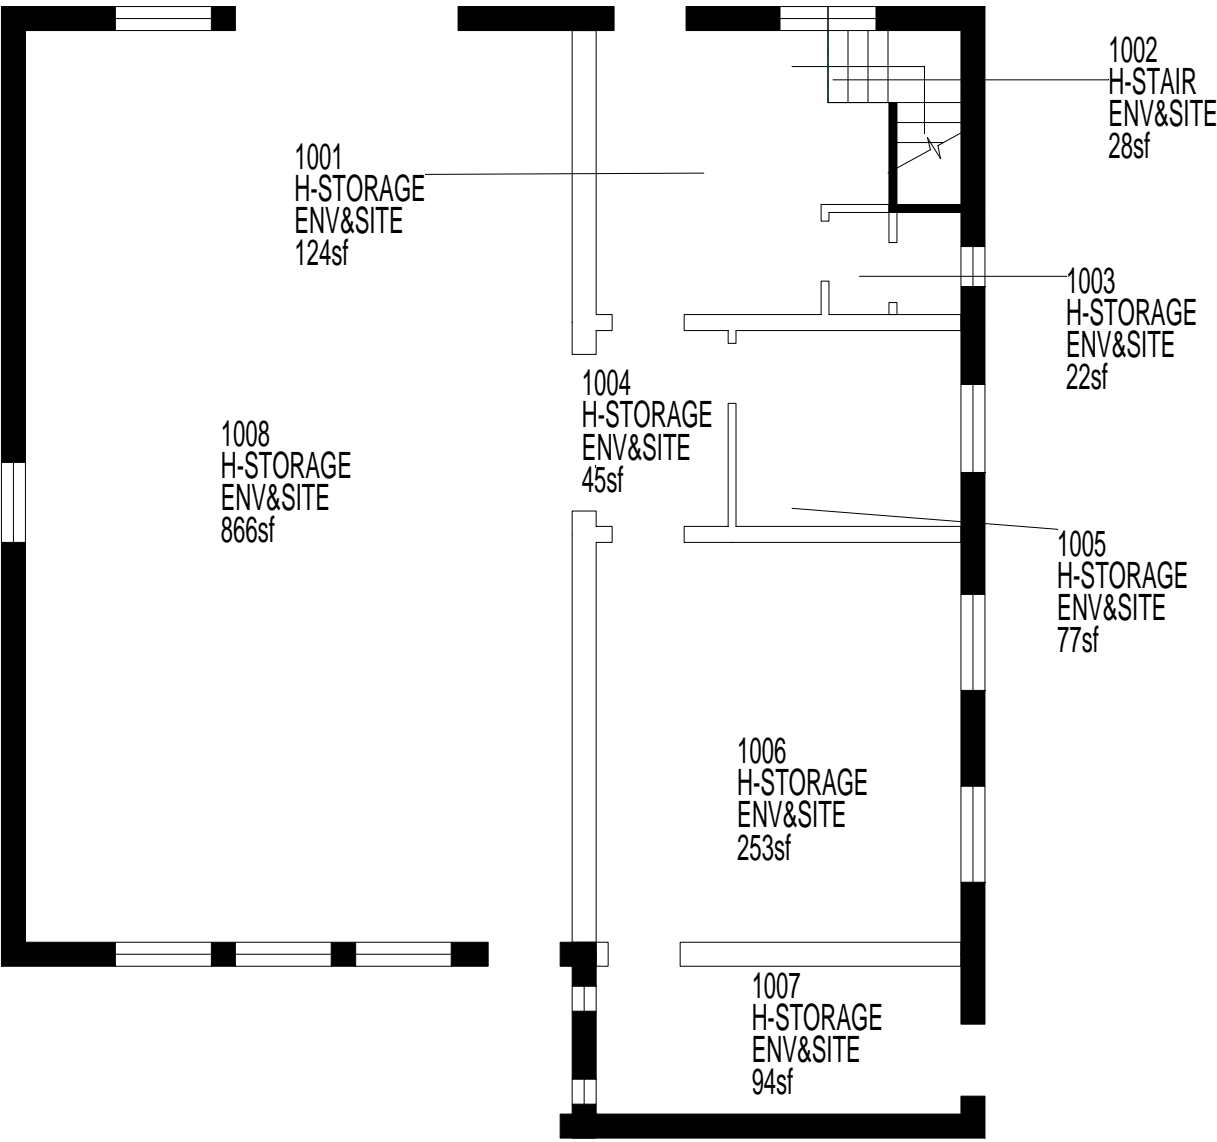 1002
H-STAIR
ENV&SITE
28sf
1001
H-STORAGE
ENV&SITE
124sf
1003
H-STORAGE
ENV&SITE
22sf
1004
H-STORAGE
ENV&SITE
45sf
1008
H-STORAGE
ENV&SITE
866sf
1005
H-STORAGE
ENV&SITE
77sf
1006
H-STORAGE
ENV&SITE
253sf
1007
H-STORAGE
ENV&SITE
94sf